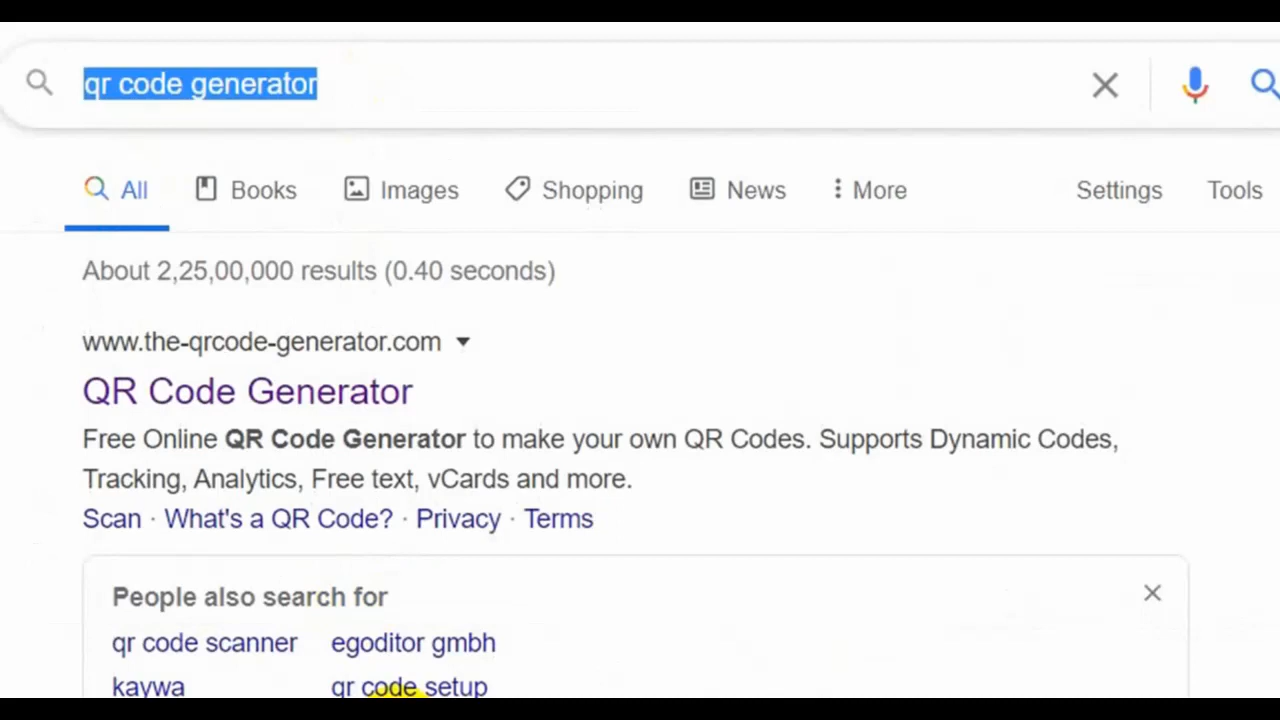 qr code generator
All Books Images Shopping News More Settings Tools
About 2,25,00,000 results (0.40 seconds)
www.the-qrcode-generator.com
QR Code Generator
Free Online QR Code Generator to make your own QR Codes. Supports Dynamic Codes,
Tracking, Analytics, Free text, vCards and more.
Scan · What's a QR Code? · Privacy · Terms
People also search for
qr code scanner egoditor gmbh
kaywa qr code setup